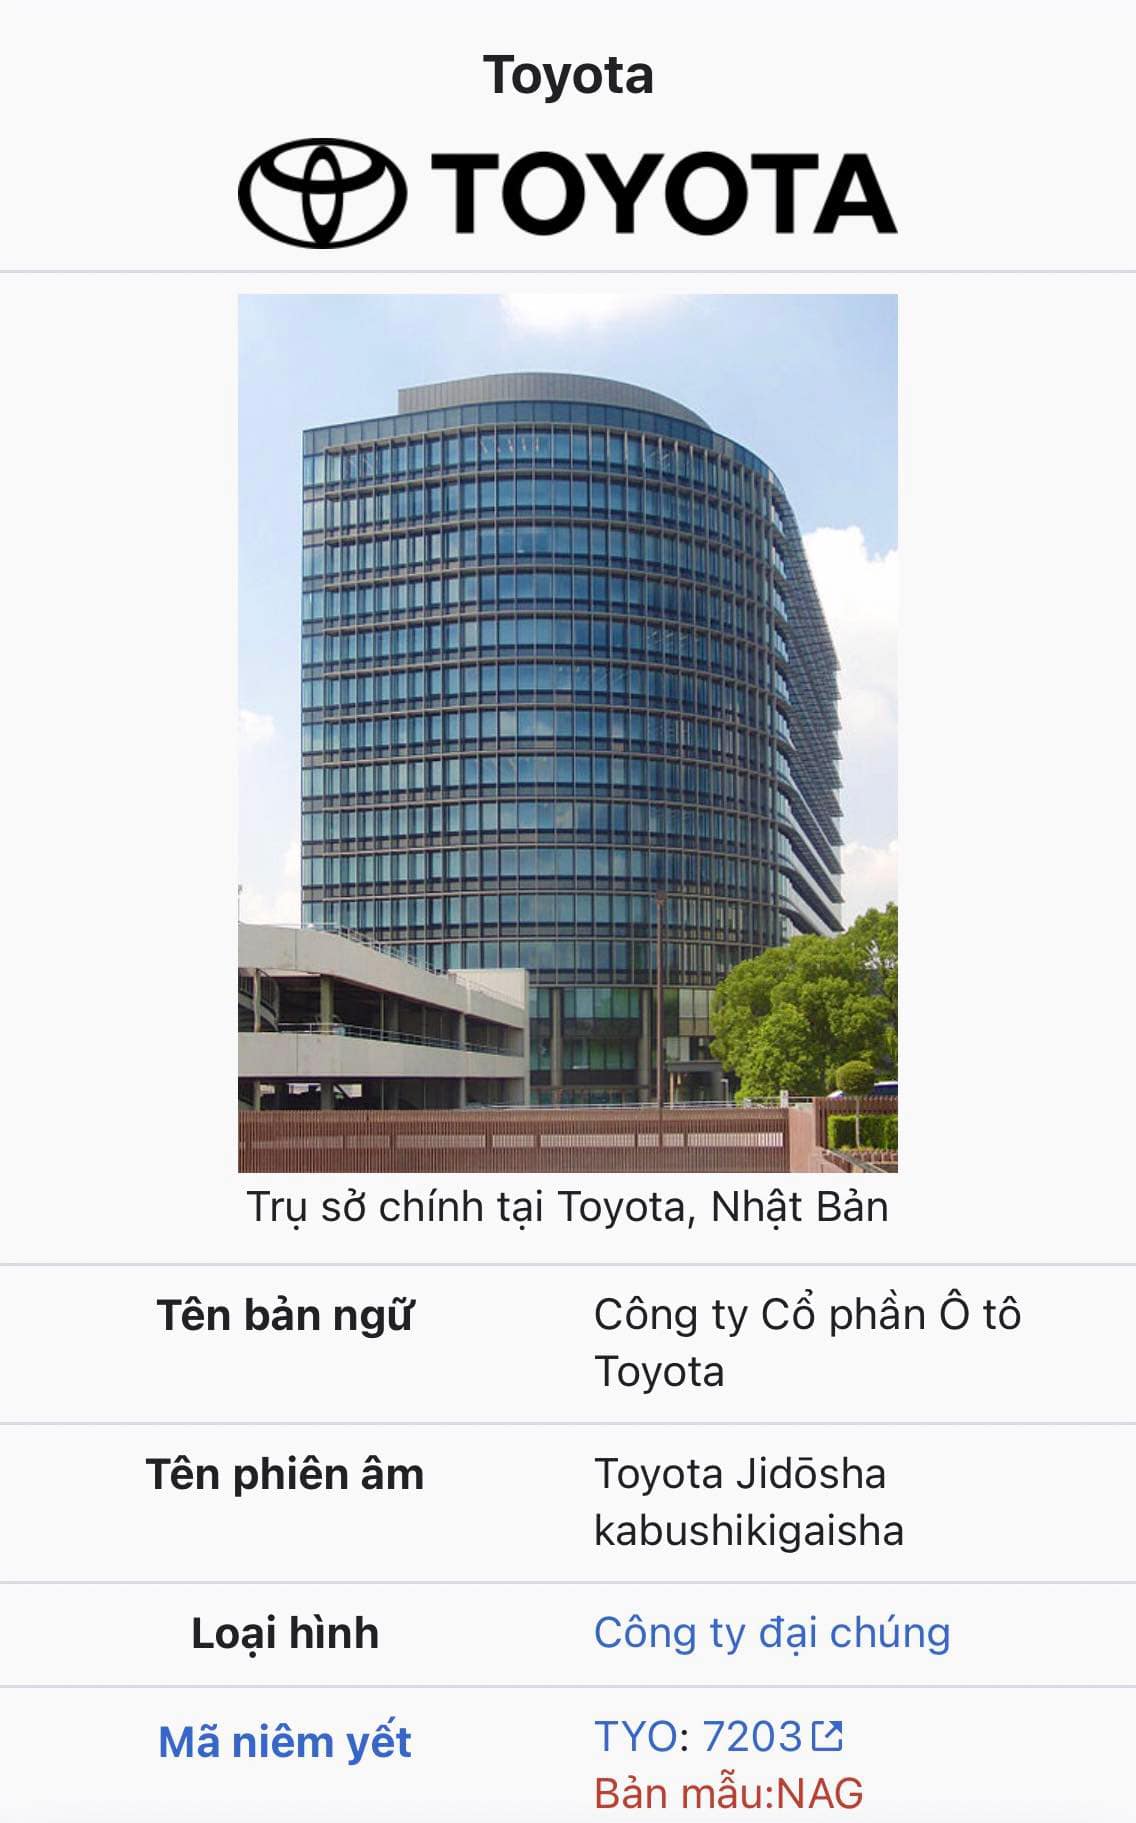 Toyota
TOYOTA
Trụ sở chính tại Toyota, Nhật Bản
Tên bản ngữ
Công ty Cổ phần Ô tô
Toyota
Tên phiên âm
Toyota Jidōsha
kabushikigaisha
Loại hình
Công ty đại chúng
Mã niêm yết
TYO: 7203
Bản mẫu:NAG